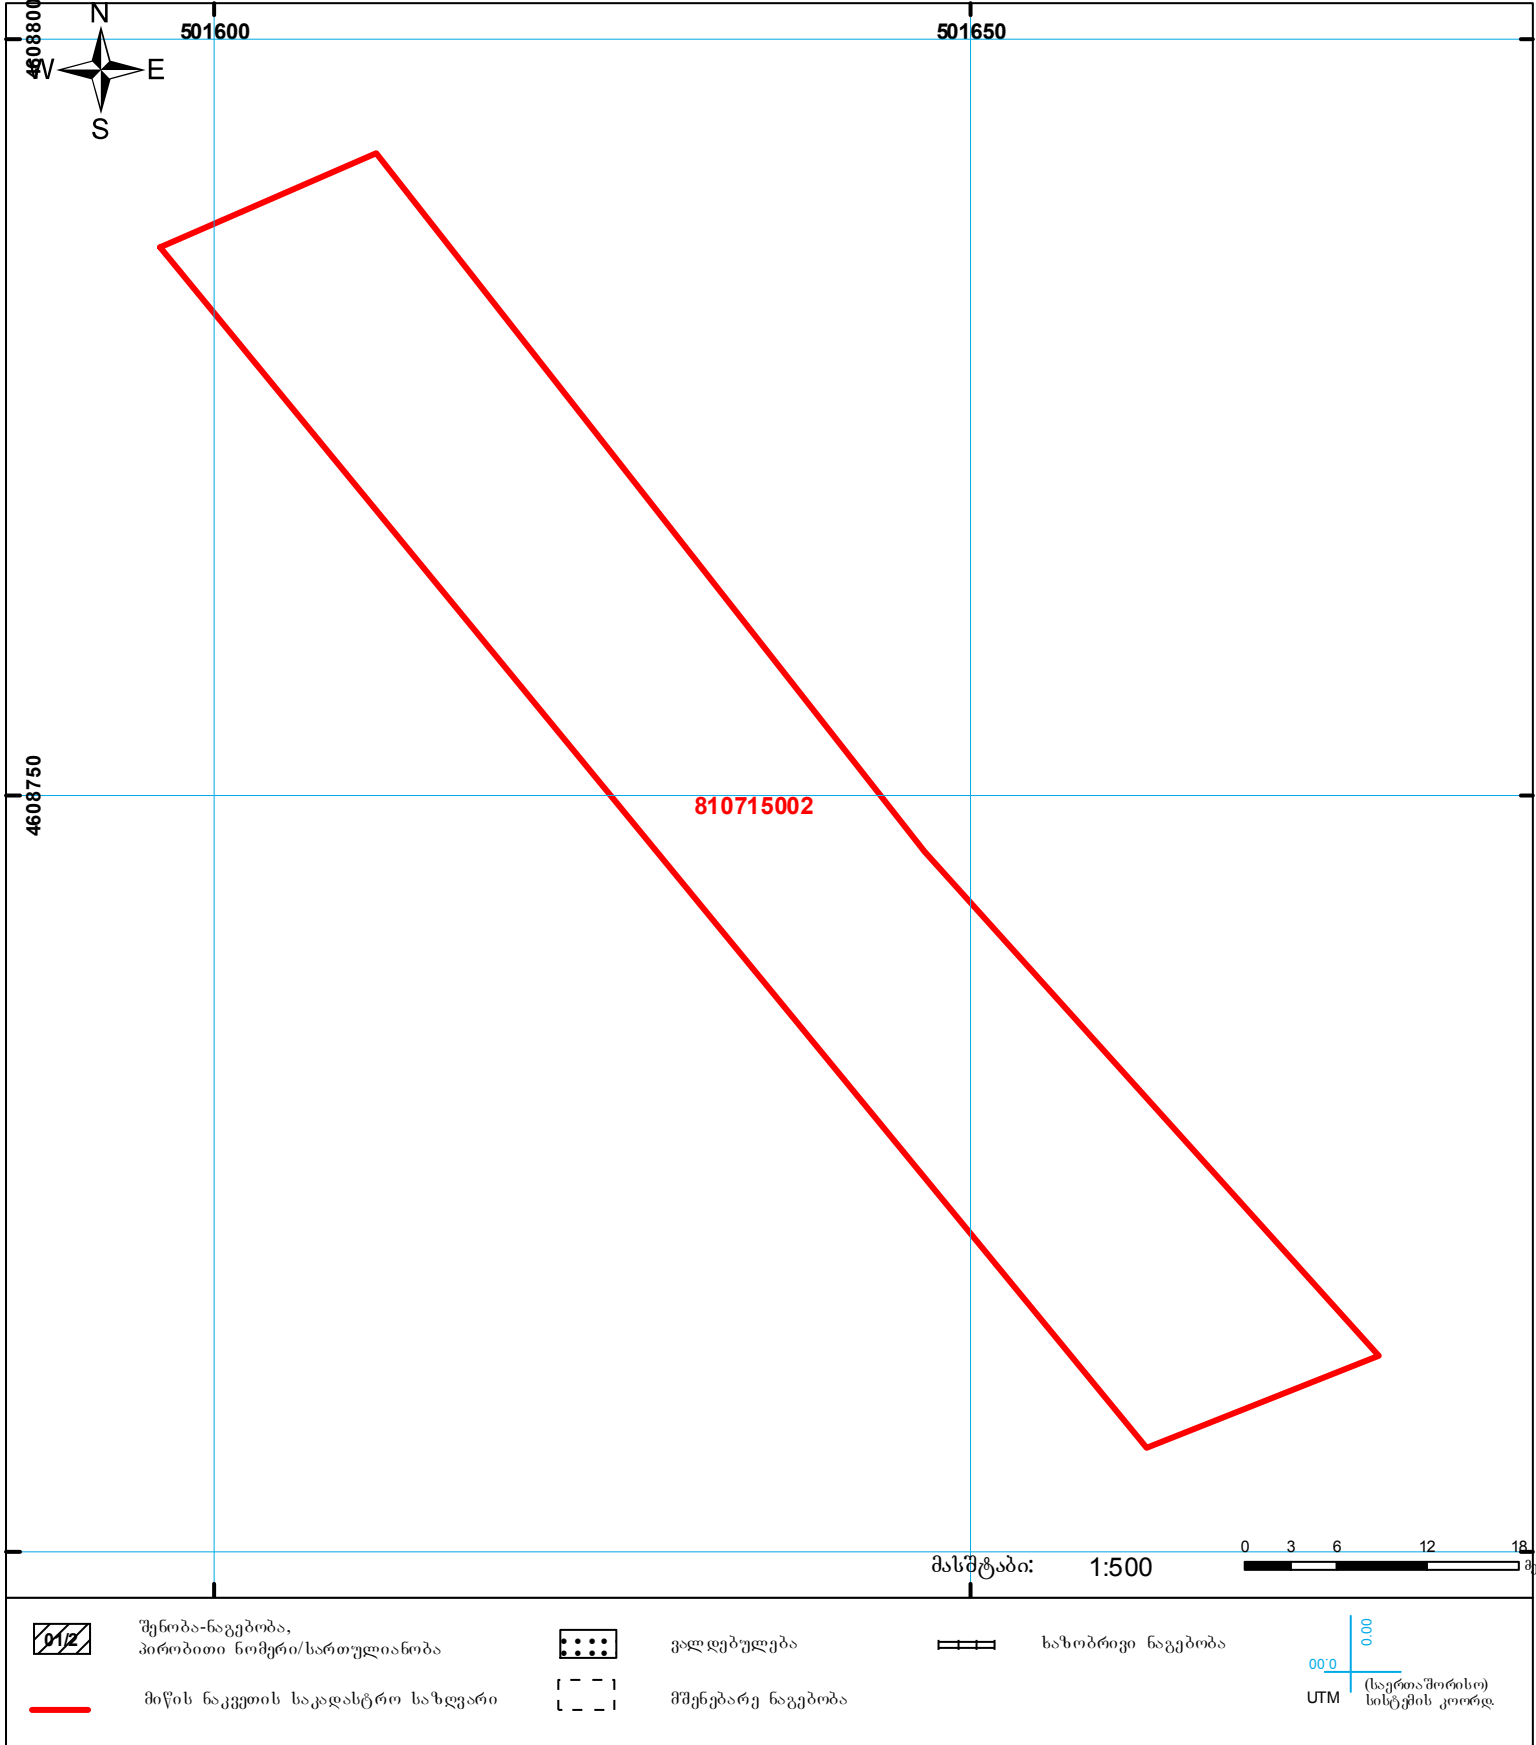 4608800
N
W
E
S
501600
501650
4608750
810715002
მასშტაბი:
1:500
0 3 6 12 18
01/2
შენობა-ნაგებობა,
პირობითი ნომერი/სართულიანობა
ვალდებულება
ხაზობრივი ნაგებობა
მიწის ნაკვეთის საკადასტრო საზღვარი
მშენებარე ნაგებობა
0.00
0.00
UTM
(საერთაშორისო)
სისტემის კოორდ.